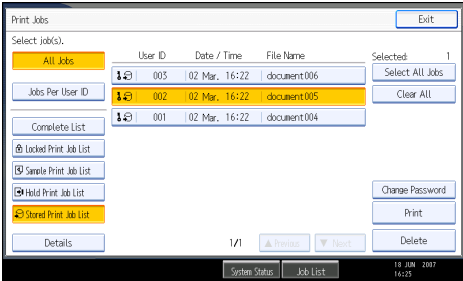 Print Jobs
Exit
Select job(s).
All Jobs
Jobs Per User ID
Complete List
Locked Print Job List
Sample Print Job List
Hold Print Job List
Stored Print Job List
Details
User ID Date / Time File Name
003 02 Mar. 16:22 document006
002 02 Mar. 16:22 document005
001 02 Mar. 16:22 document004
1/1
Previous
Next
Selected: 1
Select All Jobs
Clear All
Change Password
Print
Delete
System Status
Job List
18 JUN 2007
16:25